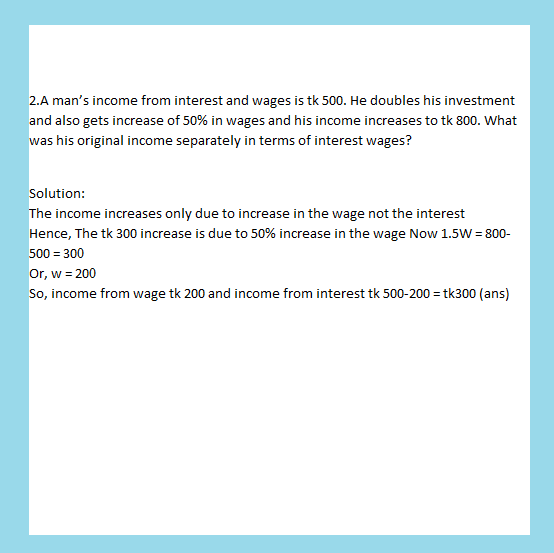 2.A man's income from interest and wages is tk 500. He doubles his investment
and also gets increase of 50% in wages and his income increases to tk 800. What
was his original income separately in terms of interest wages?
Solution:
The income increases only due to increase in the wage not the interest
Hence, The tk 300 increase is due to 50% increase in the wage Now 1.5W = 800-
500 = 300
Or, w = 200
So, income from wage tk 200 and income from interest tk 500-200 = tk300 (ans)